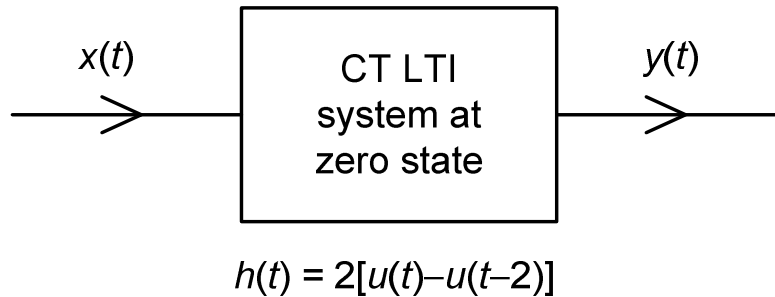 x(t)
CT LTI
system at
zero state
y(t)
h(t) = 2[u(t)–u(t–2)]